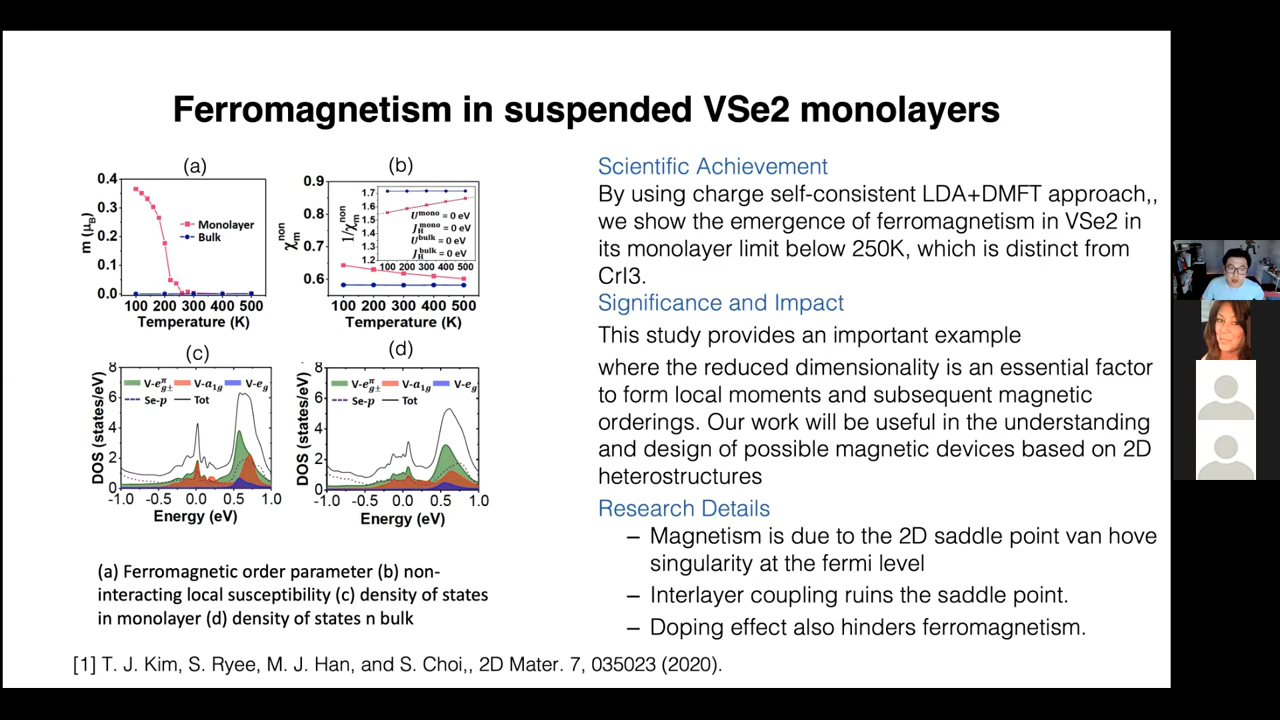 Ferromagnetism in suspended VSe2 monolayers
(a)
0.4
0.3
0.2
0.1
0.0
m (μB)
Monolayer
Bulk
100 200 300 400 500
Temperature (K)
(b)
0.9
0.8
0.7
0.6
χ_m^non
1.7
1.6
1.5
1.4
1.3
1.2
1/χ_m^non
U^mono = 0 eV
J_H^mono = 0 eV
U^bulk = 0 eV
J_H^bulk = 0 eV
100 200 300 400 500
100 200 300 400 500
Temperature (K)
(c)
8
6
4
2
0
DOS (states/eV)
V-e_g±^π V-a_1g V-e_g
Se-p Tot
-1.0 -0.5 0.0 0.5 1.0
Energy (eV)
(d)
8
6
4
2
0
DOS (states/eV)
V-e_g±^π V-a_1g V-e_g
Se-p Tot
-1.0 -0.5 0.0 0.5 1.0
Energy (eV)
(a) Ferromagnetic order parameter (b) non-
interacting local susceptibility (c) density of states
in monolayer (d) density of states n bulk
Scientific Achievement
By using charge self-consistent LDA+DMFT approach,,
we show the emergence of ferromagnetism in VSe2 in
its monolayer limit below 250K, which is distinct from
CrI3.
Significance and Impact
This study provides an important example
where the reduced dimensionality is an essential factor
to form local moments and subsequent magnetic
orderings. Our work will be useful in the understanding
and design of possible magnetic devices based on 2D
heterostructures
Research Details
– Magnetism is due to the 2D saddle point van hove
singularity at the fermi level
– Interlayer coupling ruins the saddle point.
– Doping effect also hinders ferromagnetism.
[1] T. J. Kim, S. Ryee, M. J. Han, and S. Choi,, 2D Mater. 7, 035023 (2020).